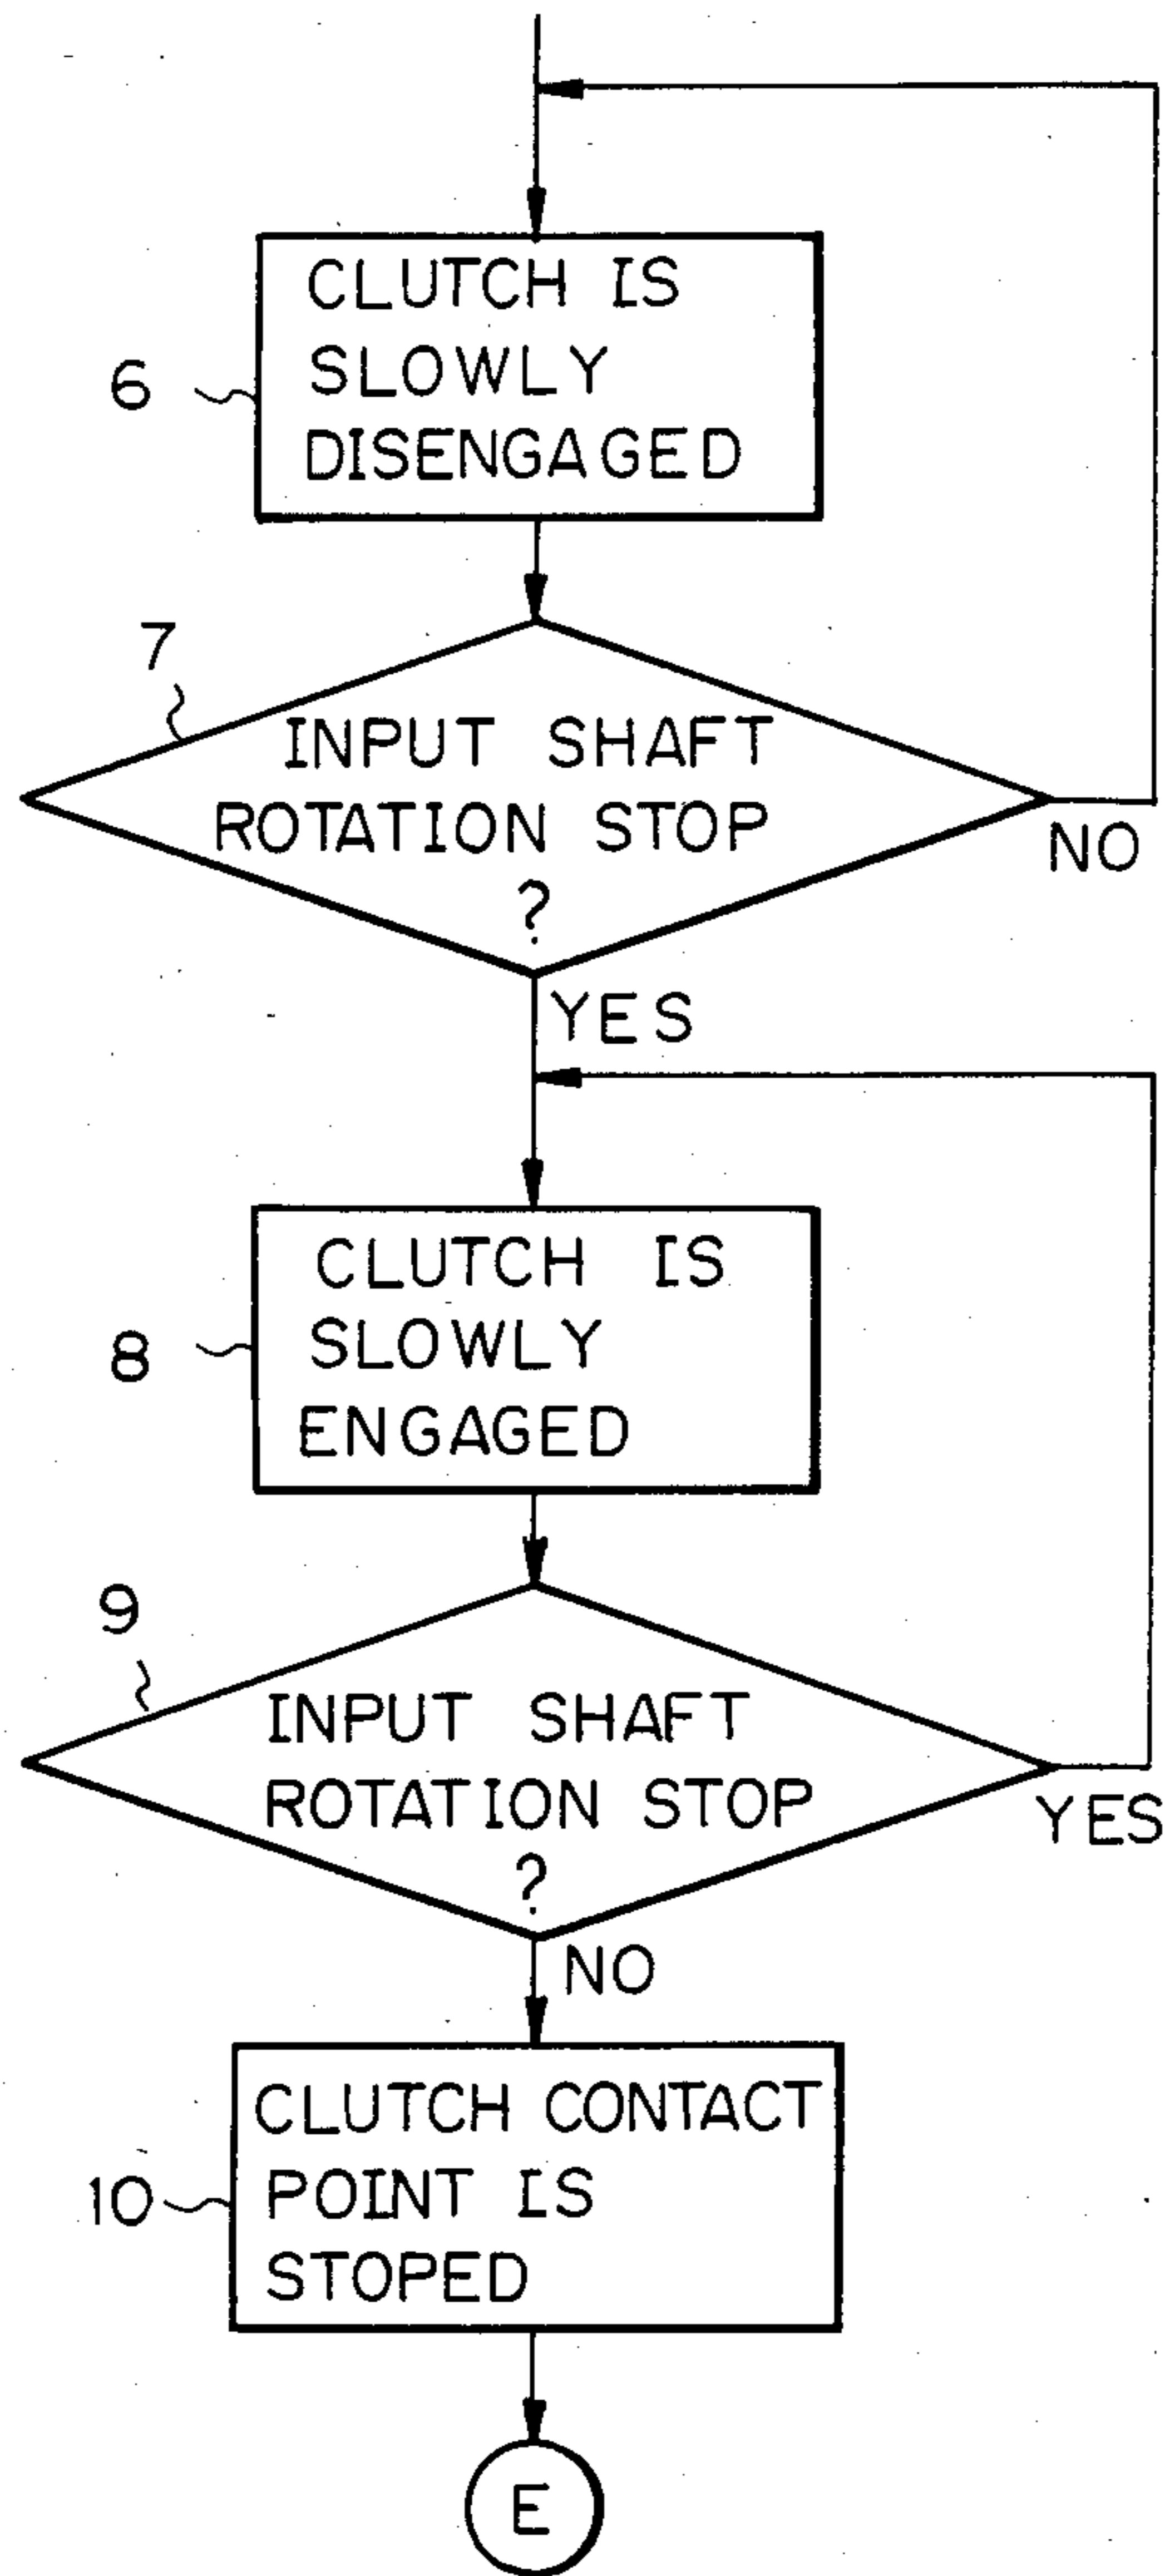 CLUTCH IS
SLOWLY
DISENGAGED
6
7
INPUT SHAFT
ROTATION STOP
?
NO
YES
CLUTCH IS
SLOWLY
ENGAGED
8
9
INPUT SHAFT
ROTATION STOP
?
YES
NO
CLUTCH CONTACT
POINT IS
STOPED
10
E